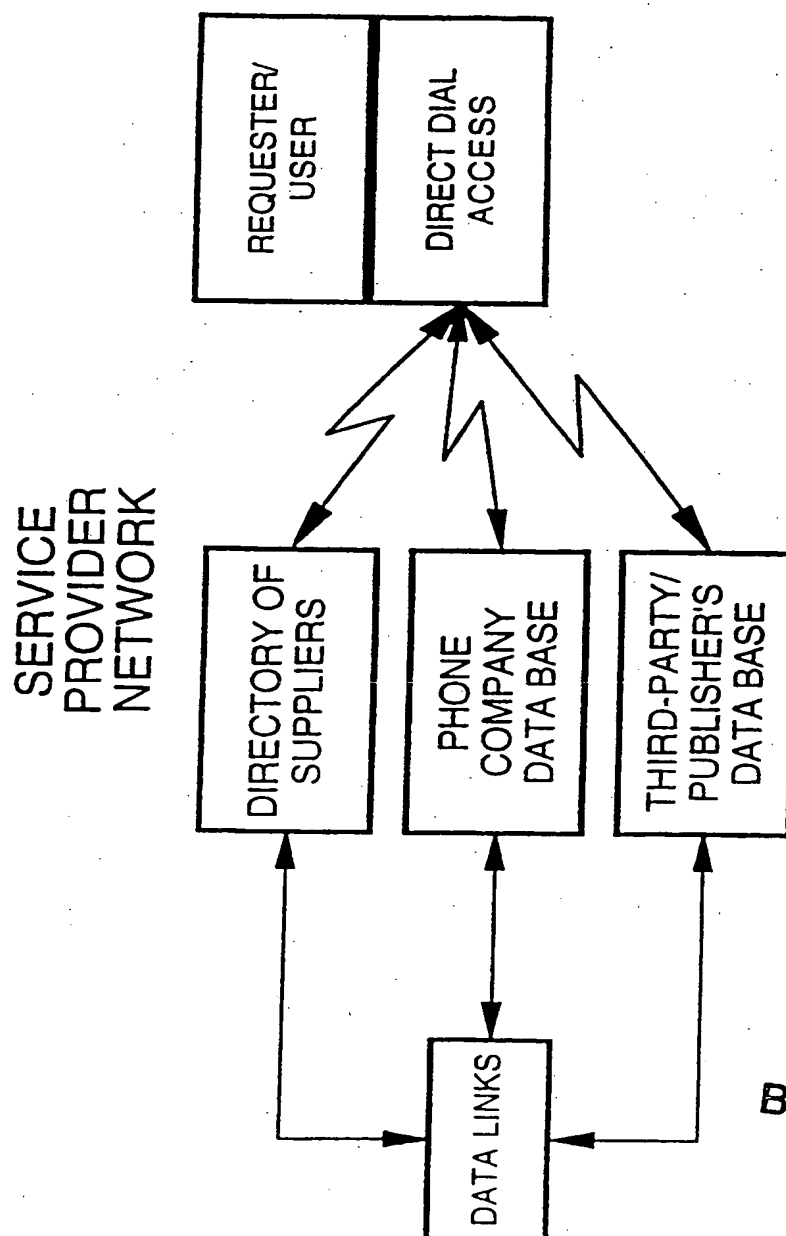 SERVICE
PROVIDER
NETWORK
REQUESTER/
USER
DIRECT DIAL
ACCESS
DIRECTORY OF
SUPPLIERS
PHONE
COMPANY
DATA BASE
THIRD-PARTY/
PUBLISHER'S
DATA BASE
DATA LINKS
B